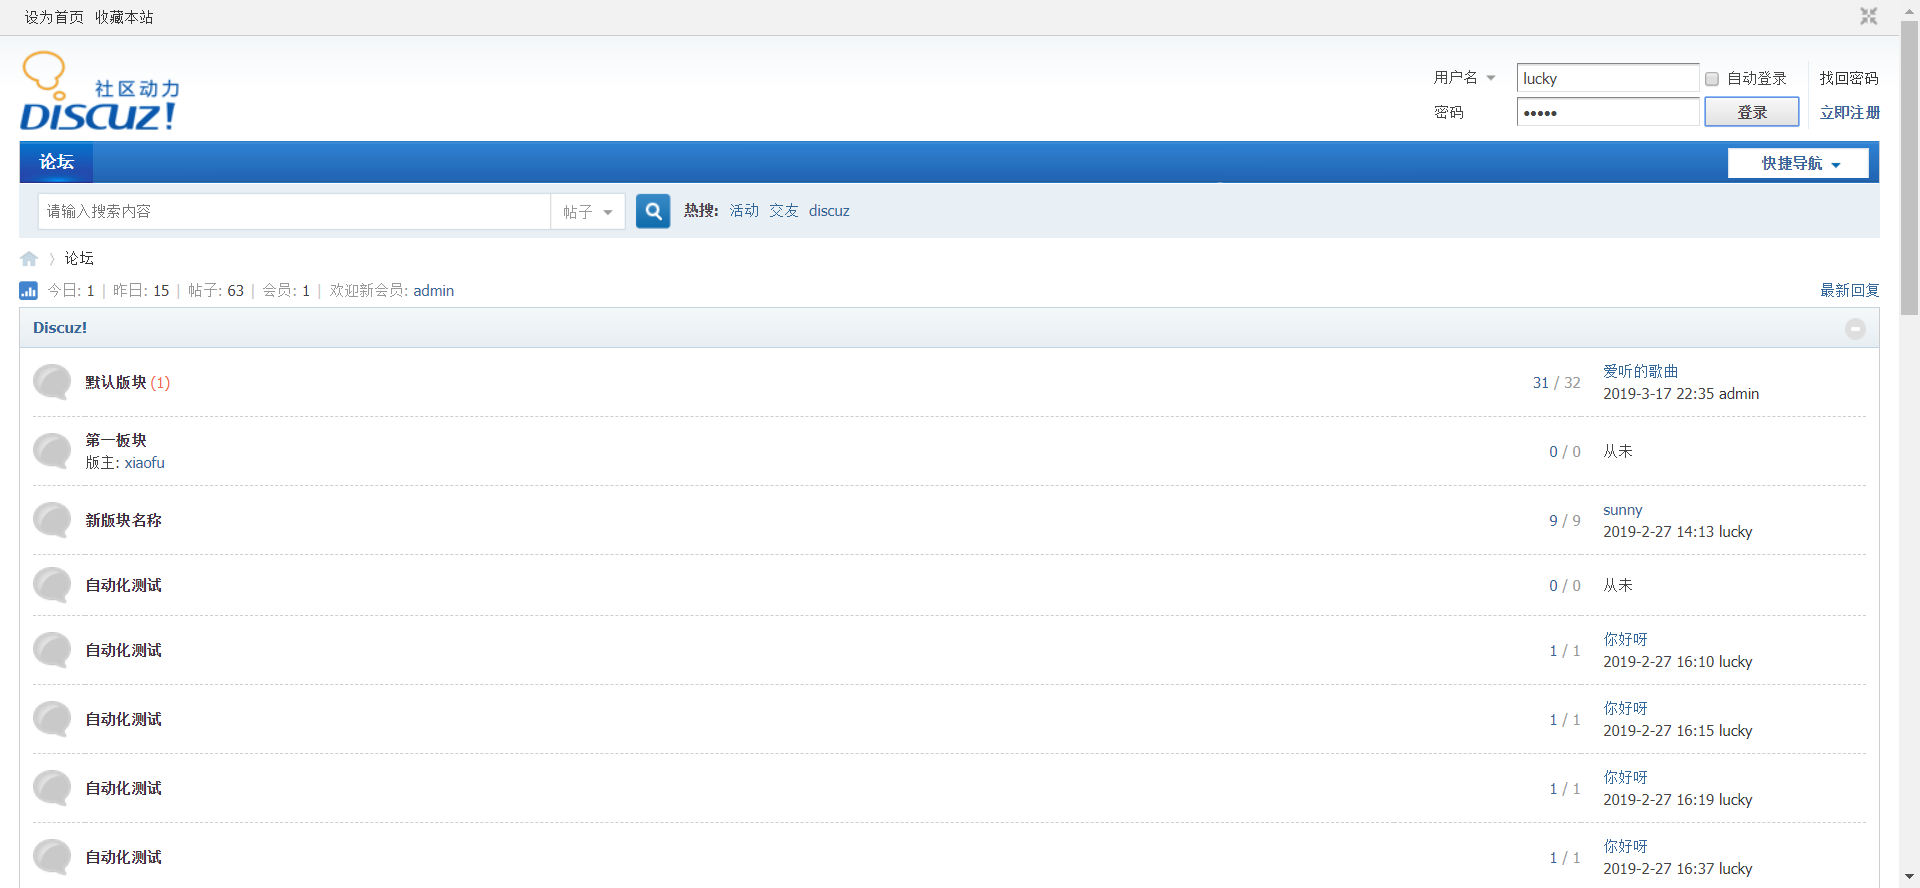 设为首页 收藏本站
社区动力
DISCUZ!
用户名 lucky 自动登录 找回密码
密码 ●●●●● 登录 立即注册
论坛 快捷导航
请输入搜索内容 帖子 热搜: 活动 交友 discuz
论坛
今日: 1 | 昨日: 15 | 帖子: 63 | 会员: 1 | 欢迎新会员: admin 最新回复
Discuz!
默认版块 (1) 31 / 32
爱听的歌曲
2019-3-17 22:35 admin
第一板块
版主: xiaofu
0 / 0 从未
新版块名称 9 / 9
sunny
2019-2-27 14:13 lucky
自动化测试 0 / 0 从未
自动化测试 1 / 1
你好呀
2019-2-27 16:10 lucky
自动化测试 1 / 1
你好呀
2019-2-27 16:15 lucky
自动化测试 1 / 1
你好呀
2019-2-27 16:19 lucky
自动化测试 1 / 1
你好呀
2019-2-27 16:37 lucky